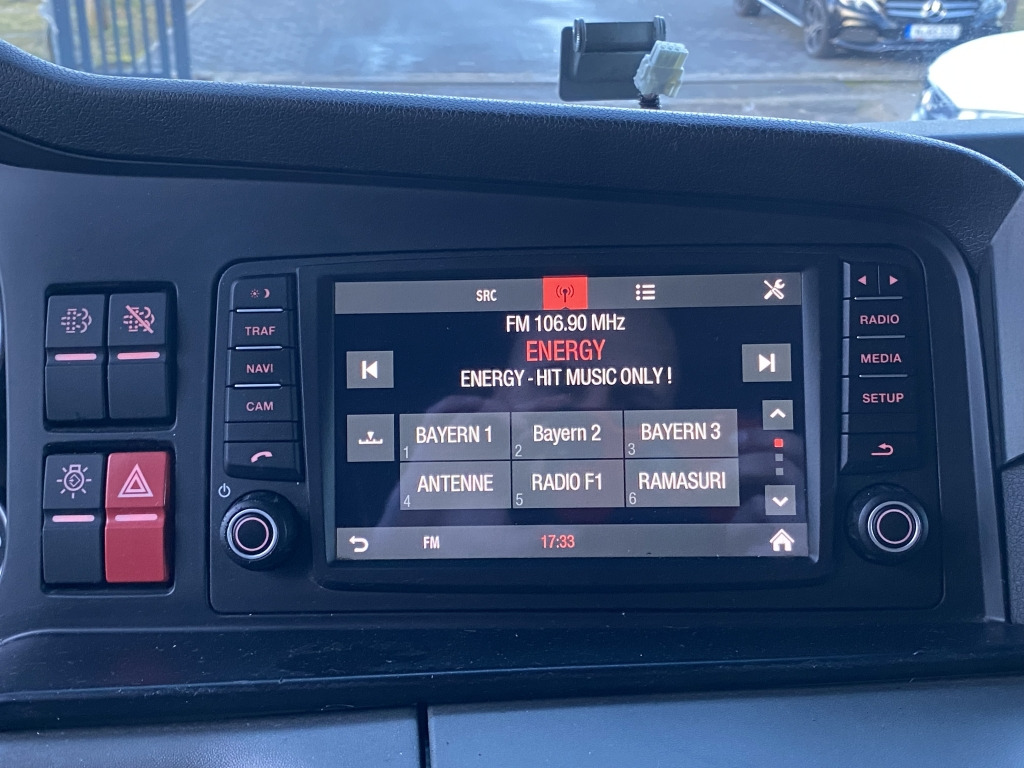 SRC
FM 106.90 MHz
ENERGY
ENERGY - HIT MUSIC ONLY !
1 BAYERN 1
2 Bayern 2
3 BAYERN 3
4 ANTENNE
5 RADIO F1
6 RAMASURI
FM 17:33
TRAF
NAVI
CAM
RADIO
MEDIA
SETUP